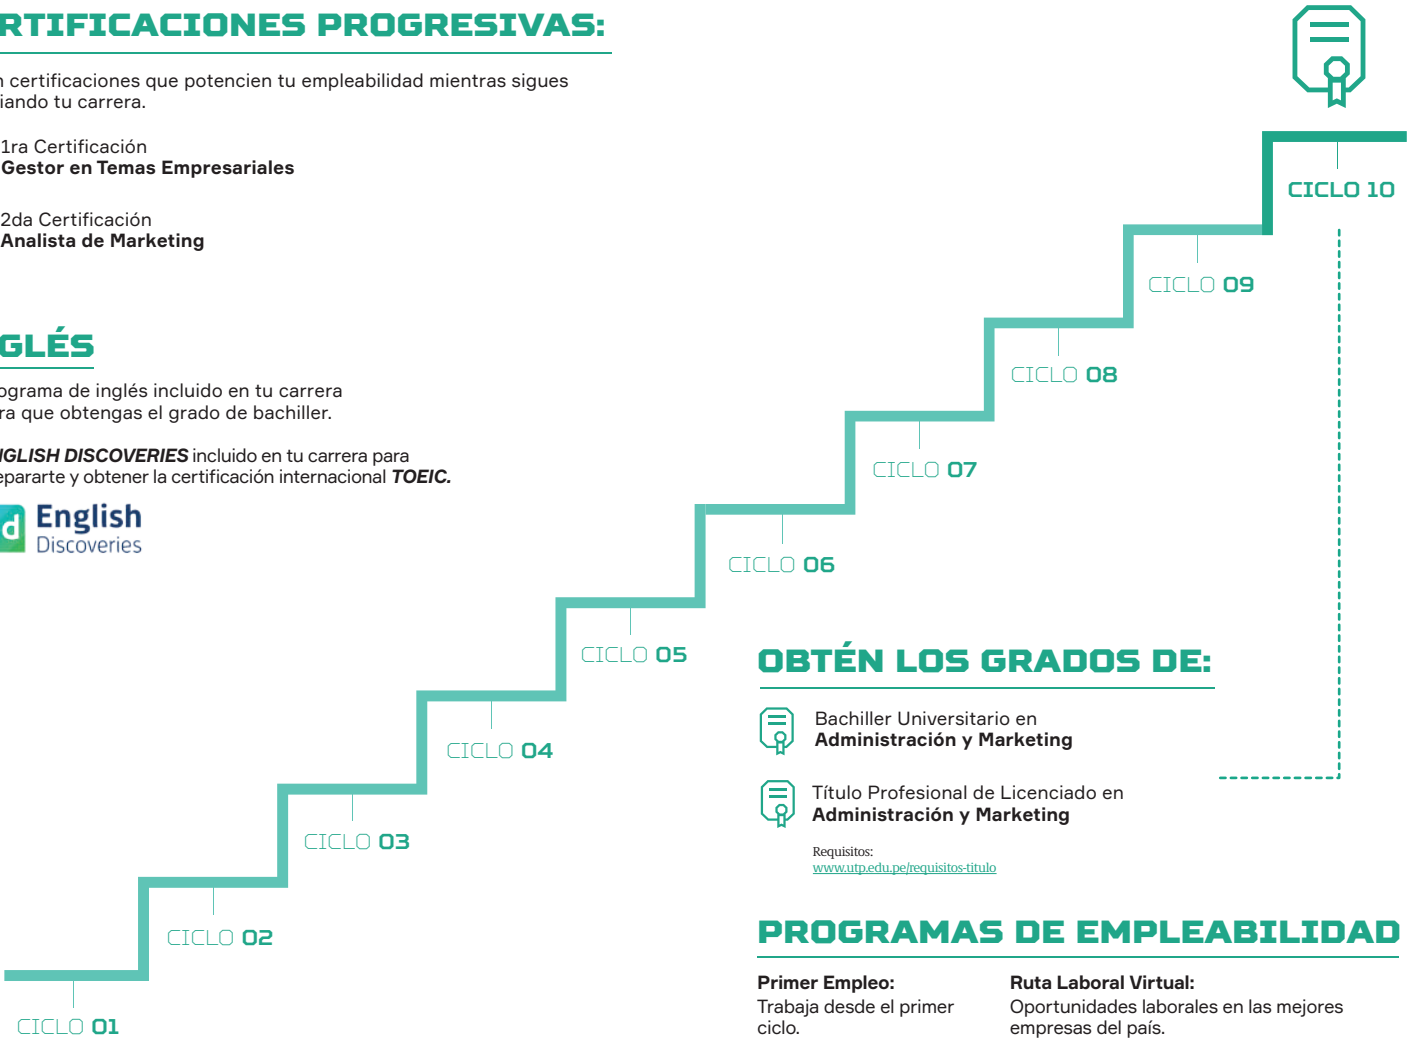 RTIFICACIONES PROGRESIVAS:
n certificaciones que potencien tu empleabilidad mientras sigues
iando tu carrera.
1ra Certificación
Gestor en Temas Empresariales
2da Certificación
Analista de Marketing
GLÉS
ograma de inglés incluido en tu carrera
ra que obtengas el grado de bachiller.
NGLISH DISCOVERIES incluido en tu carrera para
epararte y obtener la certificación internacional TOEIC.
d English
Discoveries
CICLO 10
CICLO 09
CICLO 08
CICLO 07
CICLO 06
CICLO 05
CICLO 04
CICLO 03
CICLO 02
CICLO 01
OBTÉN LOS GRADOS DE:
Bachiller Universitario en
Administración y Marketing
Título Profesional de Licenciado en
Administración y Marketing
Requisitos:
www.utp.edu.pe/requisitos-titulo
PROGRAMAS DE EMPLEABILIDAD
Primer Empleo:
Trabaja desde el primer
ciclo.
Ruta Laboral Virtual:
Oportunidades laborales en las mejores
empresas del país.